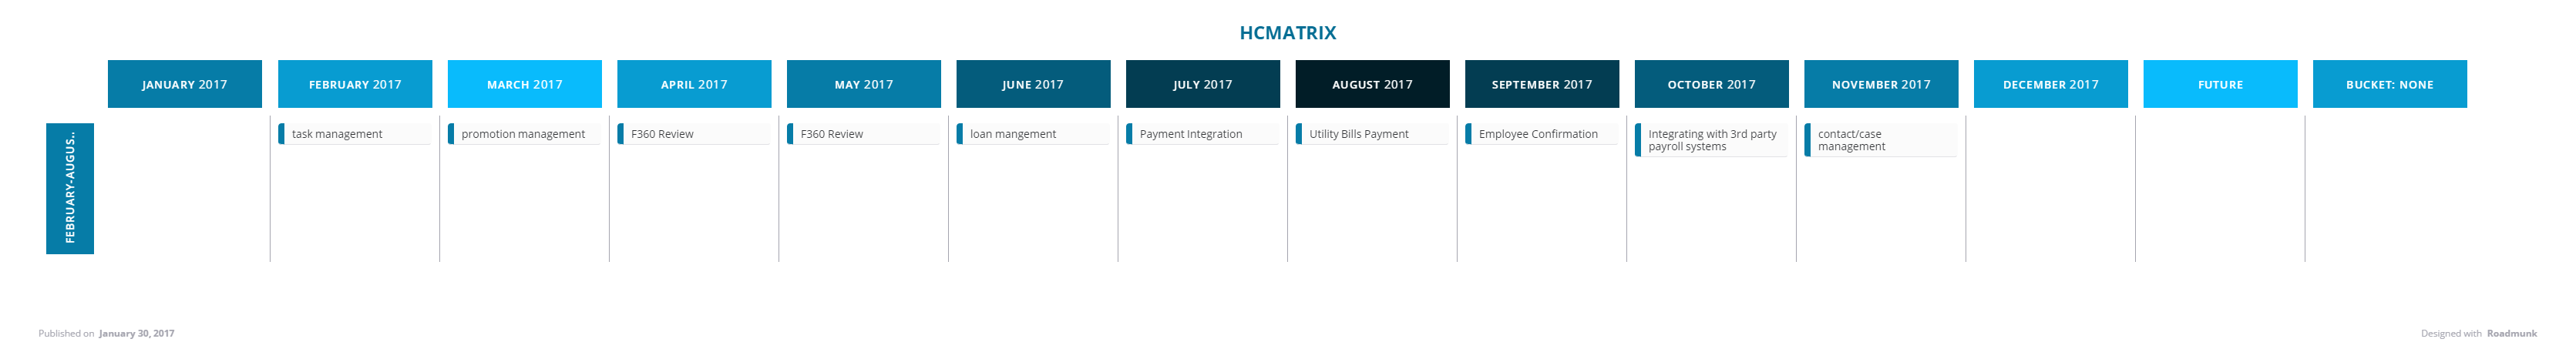 HCMATRIX
JANUARY 2017
FEBRUARY 2017
MARCH 2017
APRIL 2017
MAY 2017
JUNE 2017
JULY 2017
AUGUST 2017
SEPTEMBER 2017
OCTOBER 2017
NOVEMBER 2017
DECEMBER 2017
FUTURE
BUCKET: NONE
FEBRUARY-AUGUS..
task management
promotion management
F360 Review
F360 Review
loan mangement
Payment Integration
Utility Bills Payment
Employee Confirmation
Integrating with 3rd party
payroll systems
contact/case
management
Published on January 30, 2017
Designed with Roadmunk